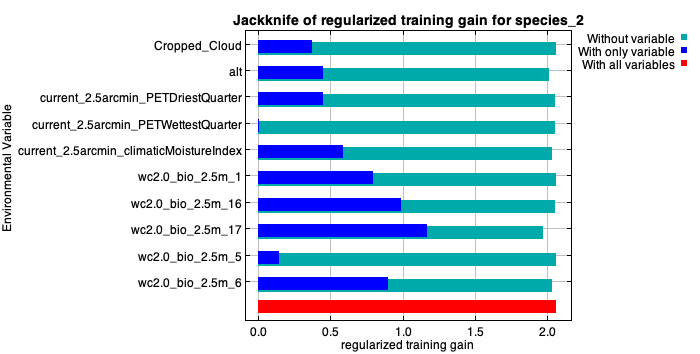 Jackknife of regularized training gain for species_2
Without variable
With only variable
With all variables
Environmental Variable
Cropped_Cloud
alt
current_2.5arcmin_PETDriestQuarter
current_2.5arcmin_PETWettestQuarter
current_2.5arcmin_climaticMoistureIndex
wc2.0_bio_2.5m_1
wc2.0_bio_2.5m_16
wc2.0_bio_2.5m_17
wc2.0_bio_2.5m_5
wc2.0_bio_2.5m_6
0.0 0.5 1.0 1.5 2.0
regularized training gain